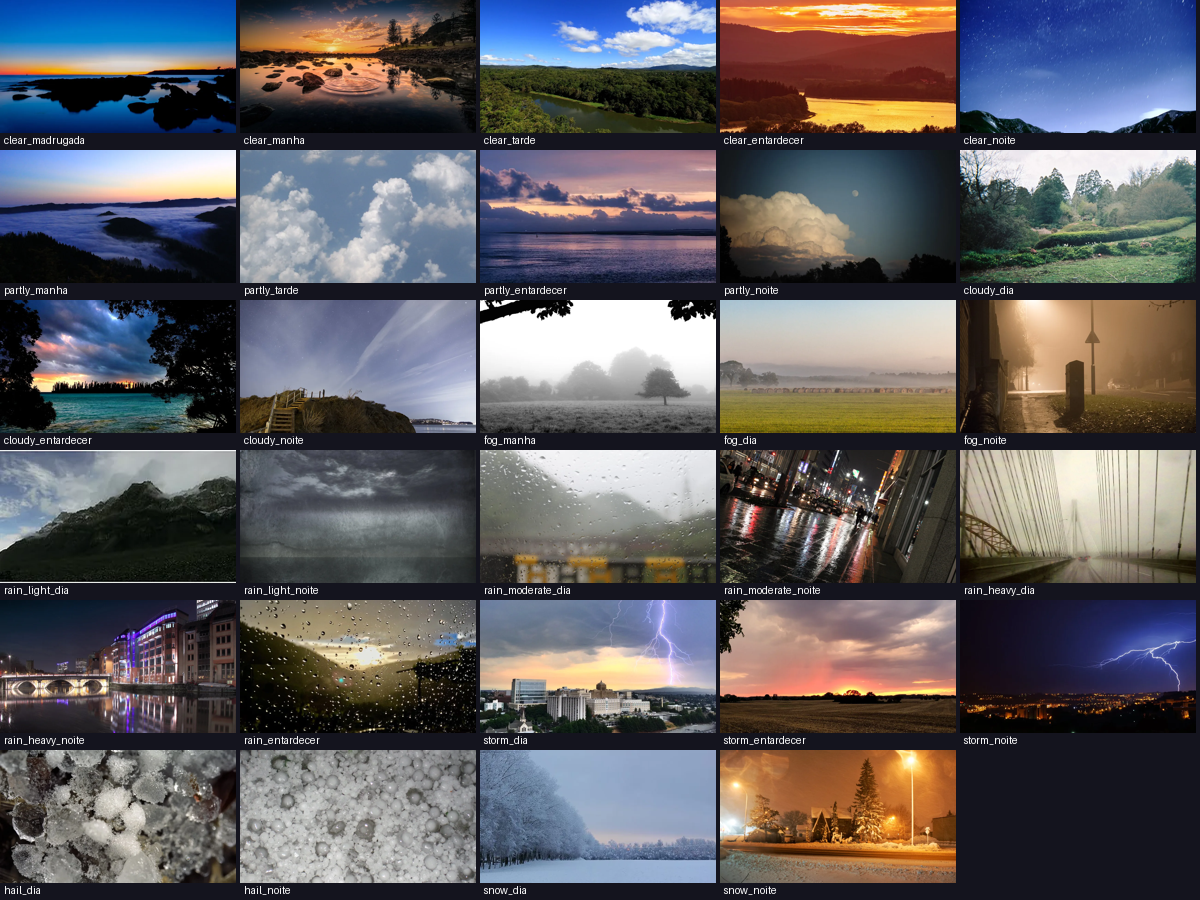 clear_madrugada
clear_manha
clear_tarde
clear_entardecer
clear_noite
partly_manha
partly_tarde
partly_entardecer
partly_noite
cloudy_dia
cloudy_entardecer
cloudy_noite
fog_manha
fog_dia
fog_noite
rain_light_dia
rain_light_noite
rain_moderate_dia
rain_moderate_noite
rain_heavy_dia
rain_heavy_noite
rain_entardecer
storm_dia
storm_entardecer
storm_noite
hail_dia
hail_noite
snow_dia
snow_noite